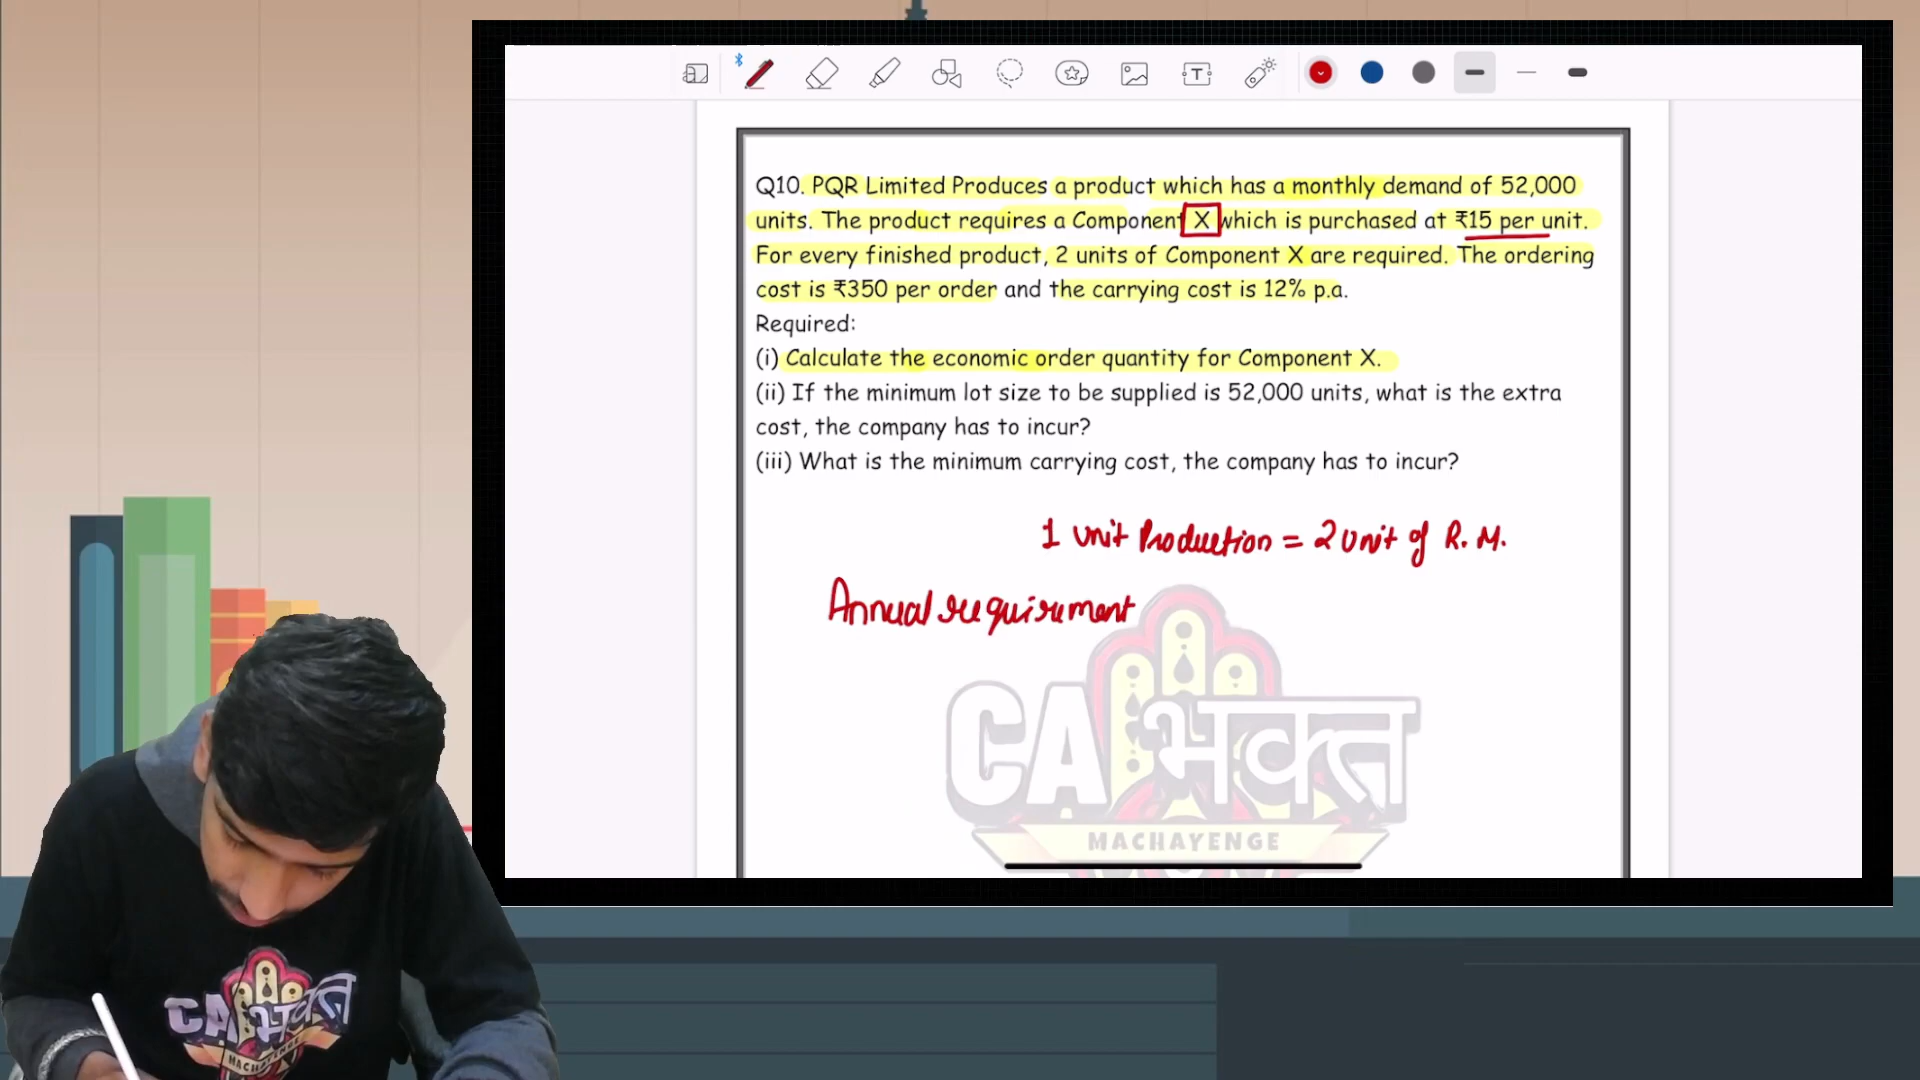 Q10. PQR Limited Produces a product which has a monthly demand of 52,000
units. The product requires a Component X which is purchased at ₹15 per unit.
For every finished product, 2 units of Component X are required. The ordering
cost is ₹350 per order and the carrying cost is 12% p.a.
Required:
(i) Calculate the economic order quantity for Component X.
(ii) If the minimum lot size to be supplied is 52,000 units, what is the extra
cost, the company has to incur?
(iii) What is the minimum carrying cost, the company has to incur?
1 Unit Production = 2 Unit of R.M.
Annual requirement
CA भक्त
MACHAYENGE
CA भक्त
MACHAYENGE